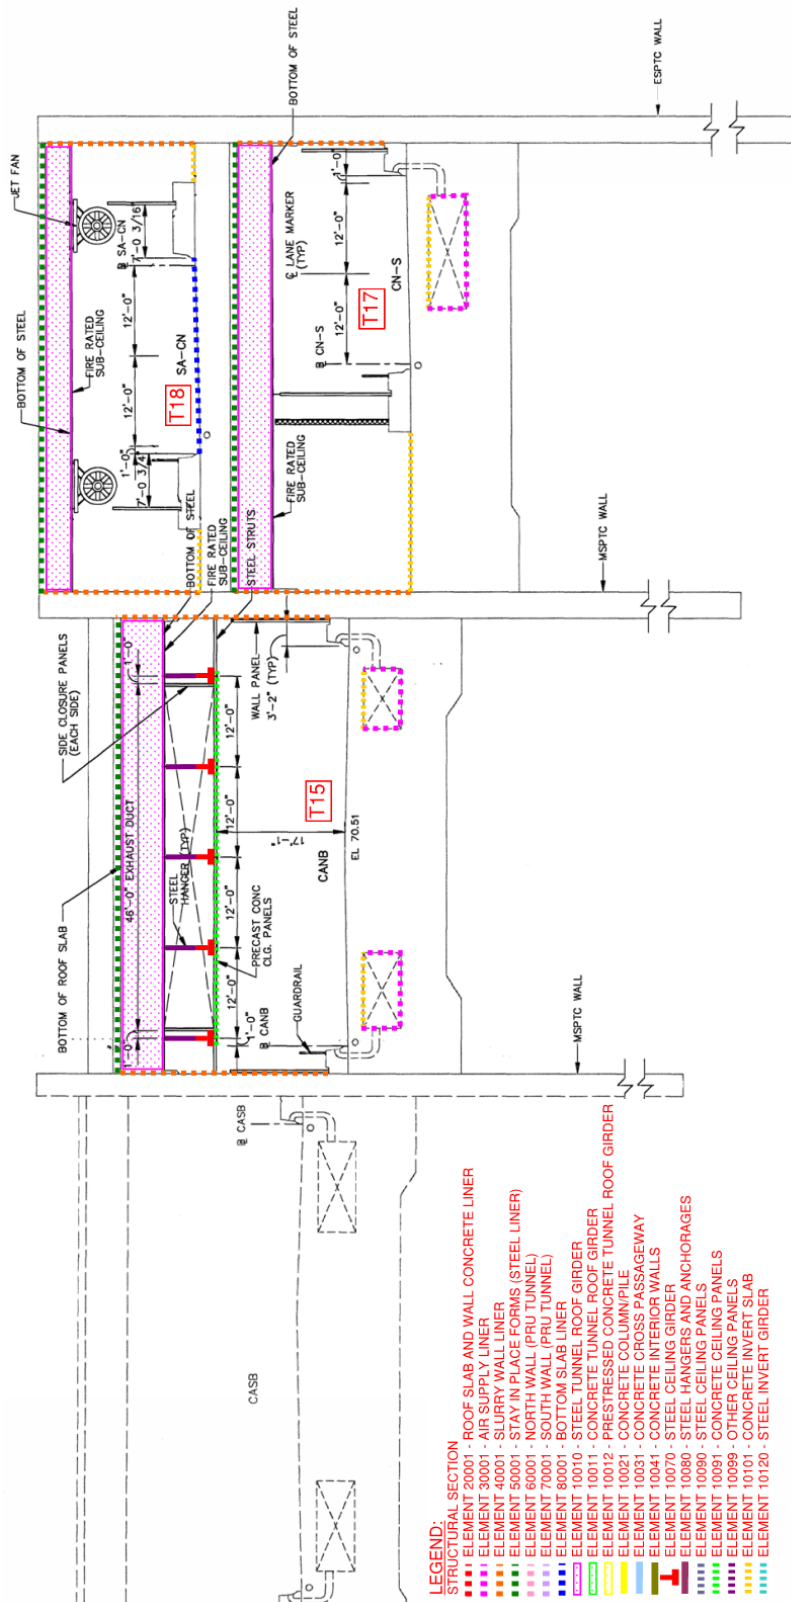 JET FAN
BOTTOM OF STEEL
BOTTOM OF STEEL
ESPTC WALL
FIRE RATED
SUB-CEILING
SA-CN
T18
12'-0"
12'-0"
7'-0 3/16"
℄ SA-CN
1'-0"
7'-0 3/4"
BOTTOM OF STEEL
FIRE RATED
SUB-CEILING
STEEL STRUTS
FIRE RATED
SUB-CEILING
℄ LANE MARKER
(TYP)
CN-S
T17
CN-S
12'-0"
12'-0"
1'-0"
MSPTC WALL
SIDE CLOSURE PANELS
(EACH SIDE)
BOTTOM OF ROOF SLAB
1'-0"
46'-0" EXHAUST DUCT
1'-0"
STEEL
HANGER (TYP)
WALL PANEL
3'-2" (TYP)
12'-0"
12'-0"
12'-0"
12'-0"
1'-0"
PRECAST CONC
CLG. PANELS
T15
17'-1"
CANB
EL 70.51
CANB
GUARDRAIL
MSPTC WALL
CASB
CASB
LEGEND:
STRUCTURAL SECTION
ELEMENT 20001 - ROOF SLAB AND WALL CONCRETE LINER
ELEMENT 30001 - AIR SUPPLY LINER
ELEMENT 40001 - SLURRY WALL LINER
ELEMENT 50001 - STAY IN PLACE FORMS (STEEL LINER)
ELEMENT 60001 - NORTH WALL (PRU TUNNEL)
ELEMENT 70001 - SOUTH WALL (PRU TUNNEL)
ELEMENT 80001 - BOTTOM SLAB LINER
ELEMENT 10010 - STEEL TUNNEL ROOF GIRDER
ELEMENT 10011 - CONCRETE TUNNEL ROOF GIRDER
ELEMENT 10012 - PRESTRESSED CONCRETE TUNNEL ROOF GIRDER
ELEMENT 10021 - CONCRETE COLUMN/PILE
ELEMENT 10031 - CONCRETE CROSS PASSAGEWAY
ELEMENT 10041 - CONCRETE INTERIOR WALLS
ELEMENT 10070 - STEEL CEILING GIRDER
ELEMENT 10080 - STEEL HANGERS AND ANCHORAGES
ELEMENT 10090 - STEEL CEILING PANELS
ELEMENT 10091 - CONCRETE CEILING PANELS
ELEMENT 10099 - OTHER CEILING PANELS
ELEMENT 10101 - CONCRETE INVERT SLAB
ELEMENT 10120 - STEEL INVERT GIRDER